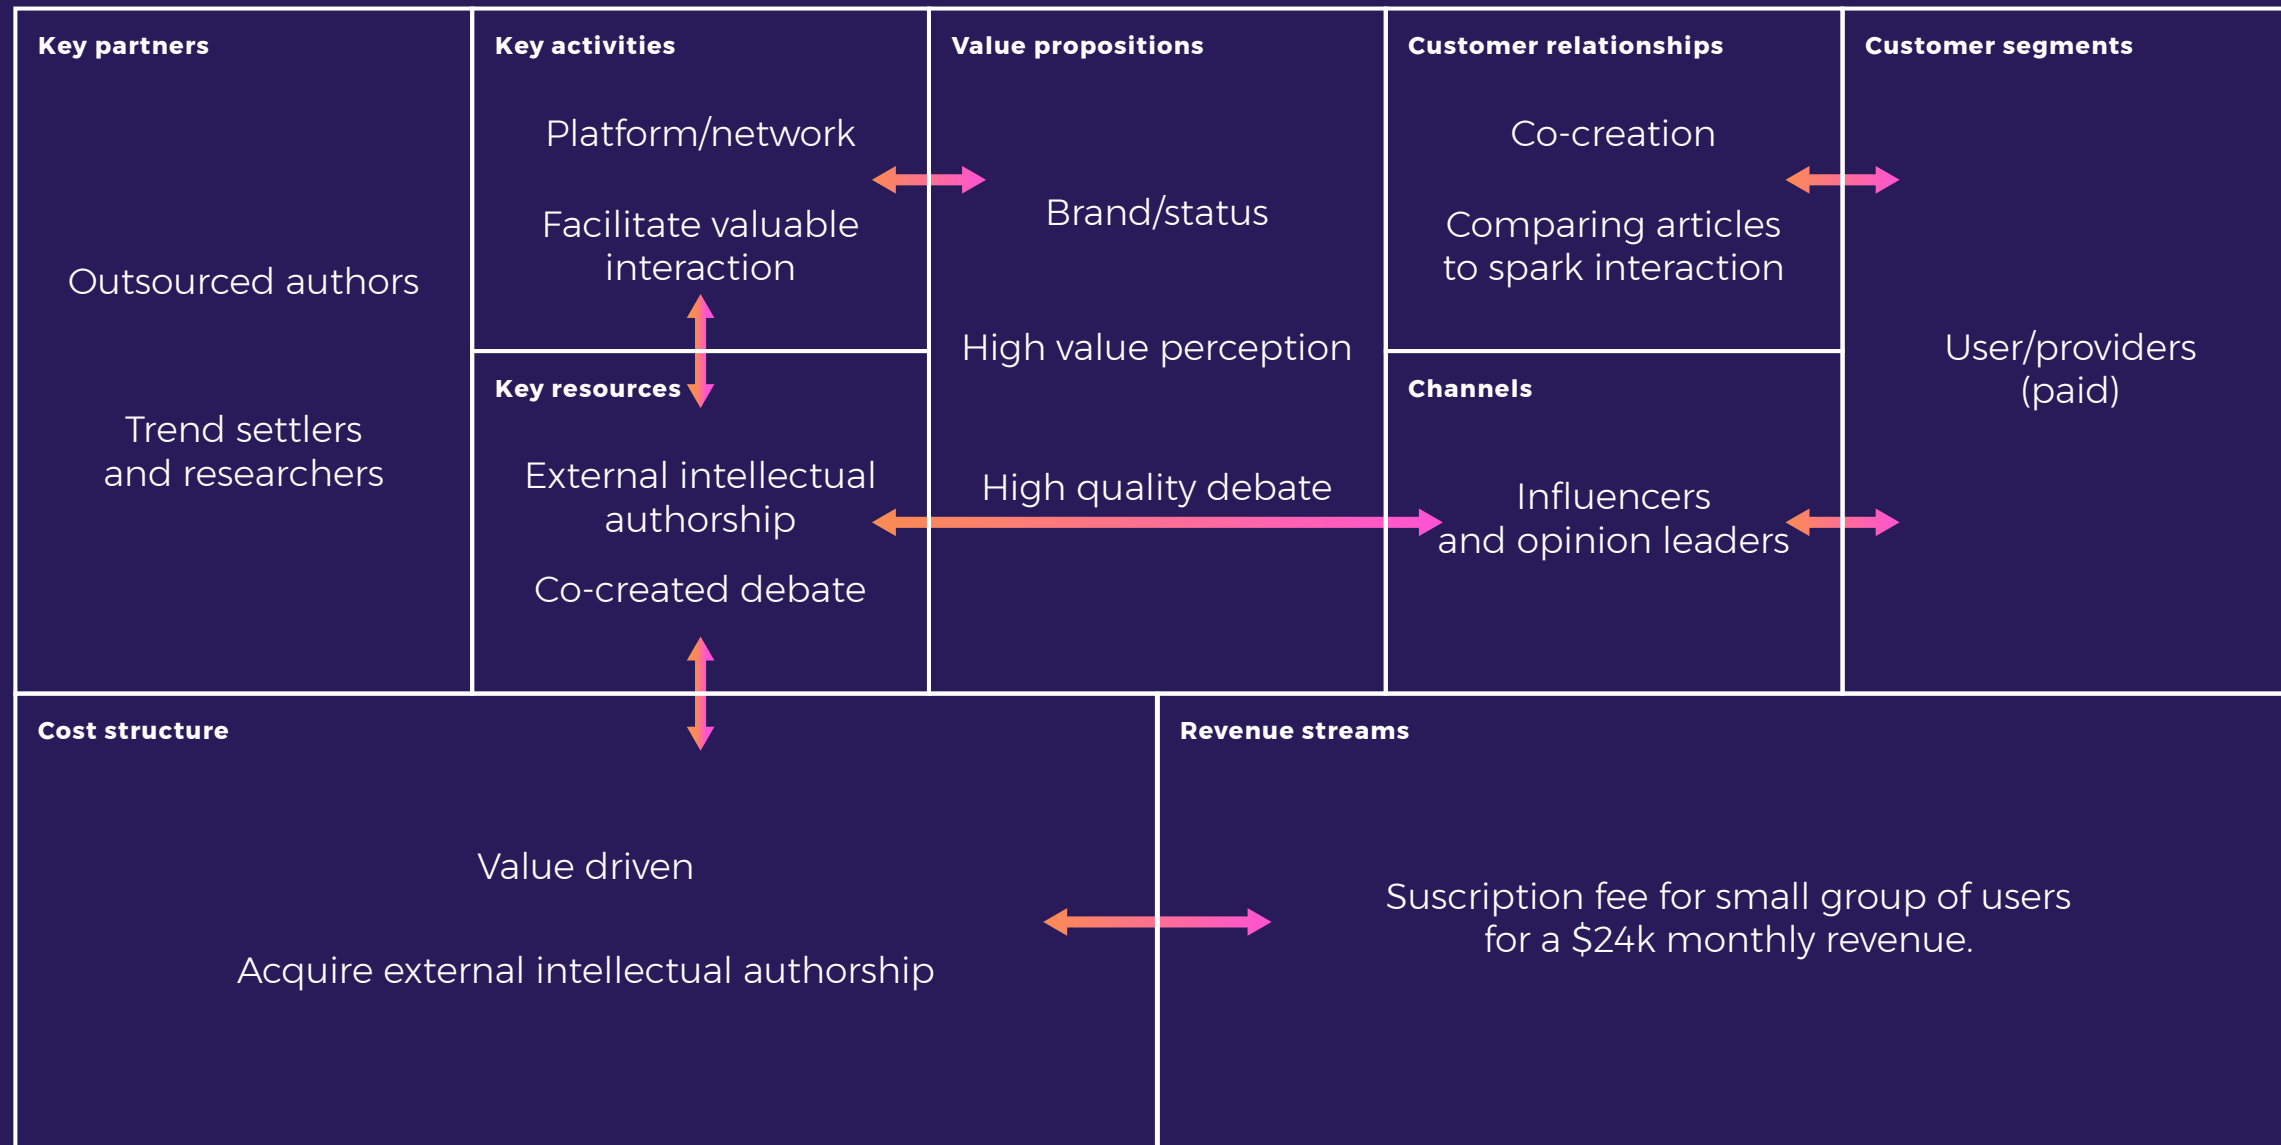 Key partners
Outsourced authors
Trend settlers
and researchers
Key activities
Platform/network
Facilitate valuable
interaction
Key resources
External intellectual
authorship
Co-created debate
Value propositions
Brand/status
High value perception
High quality debate
Customer relationships
Co-creation
Comparing articles
to spark interaction
Channels
Influencers
and opinion leaders
Customer segments
User/providers
(paid)
Cost structure
Value driven
Acquire external intellectual authorship
Revenue streams
Suscription fee for small group of users
for a $24k monthly revenue.